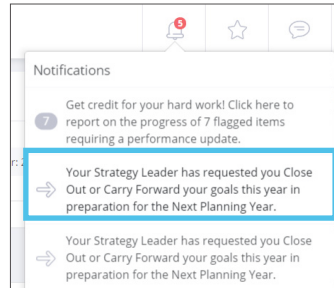 5
Notifications
Get credit for your hard work! Click here to
7 report on the progress of 7 flagged items
requiring a performance update.
r:
Your Strategy Leader has requested you Close
Out or Carry Forward your goals this year in
preparation for the Next Planning Year.
Your Strategy Leader has requested you Close
Out or Carry Forward your goals this year in
preparation for the Next Planning Year.